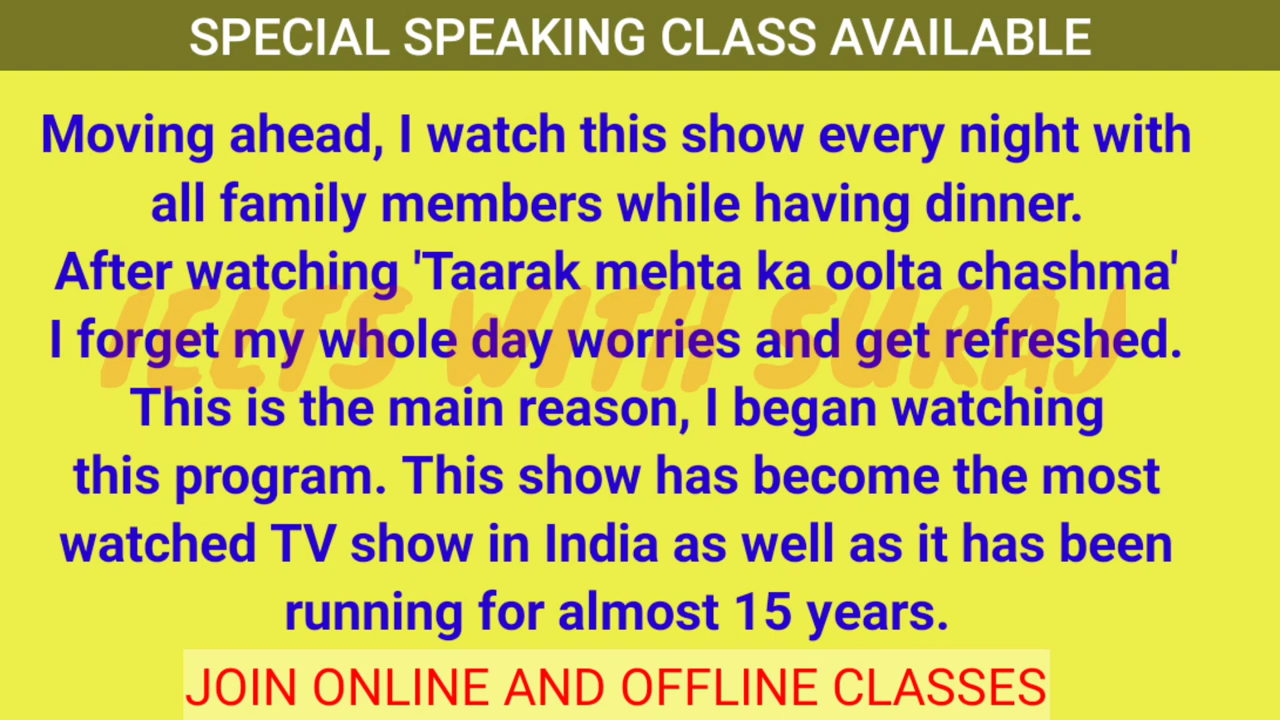 SPECIAL SPEAKING CLASS AVAILABLE
Moving ahead, I watch this show every night with
all family members while having dinner.
After watching 'Taarak mehta ka oolta chashma'
IELTS WITH SURAJ
I forget my whole day worries and get refreshed.
This is the main reason, I began watching
this program. This show has become the most
watched TV show in India as well as it has been
running for almost 15 years.
JOIN ONLINE AND OFFLINE CLASSES